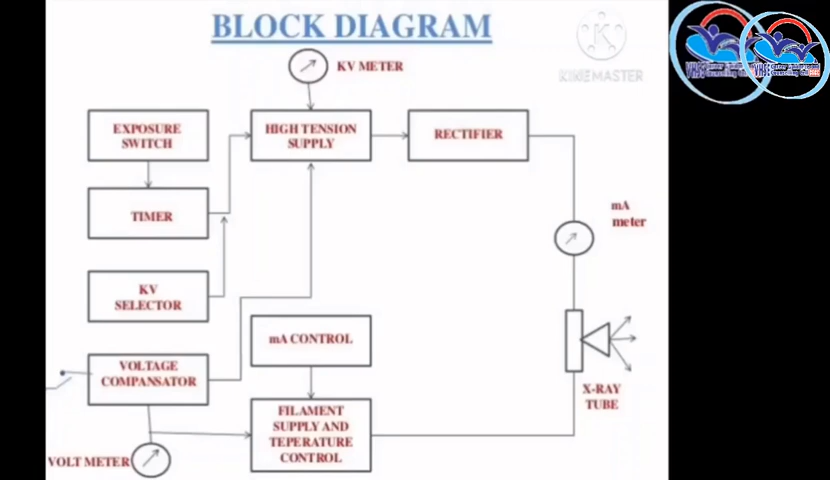 BLOCK DIAGRAM
KINEMASTER
KV METER
EXPOSURE
SWITCH
HIGH TENSION
SUPPLY
RECTIFIER
TIMER
mA
meter
KV
SELECTOR
mA CONTROL
VOLTAGE
COMPANSATOR
X-RAY
TUBE
FILAMENT
SUPPLY AND
TEPERATURE
CONTROL
VOLT METER